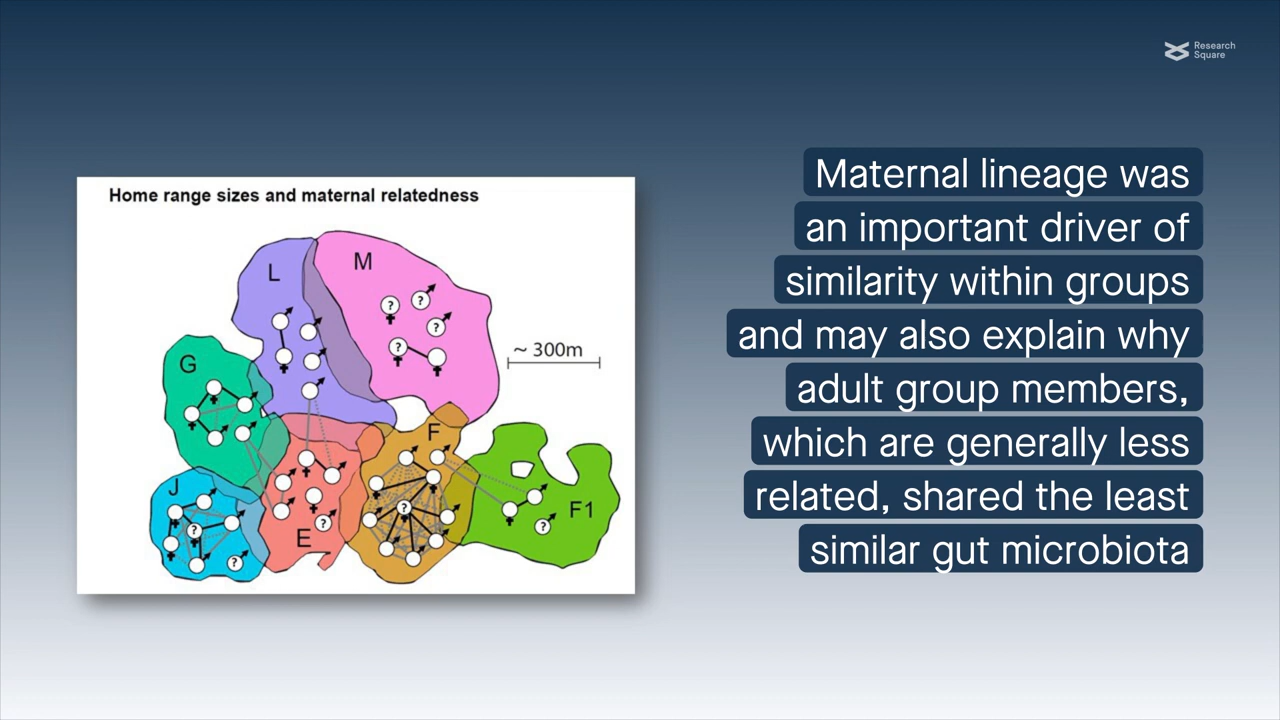 Research
Square
Home range sizes and maternal relatedness
L
M
? ?
?
?
~ 300m
G
F
J
?
?
?
E
?
F1
?
Maternal lineage was
an important driver of
similarity within groups
and may also explain why
adult group members,
which are generally less
related, shared the least
similar gut microbiota